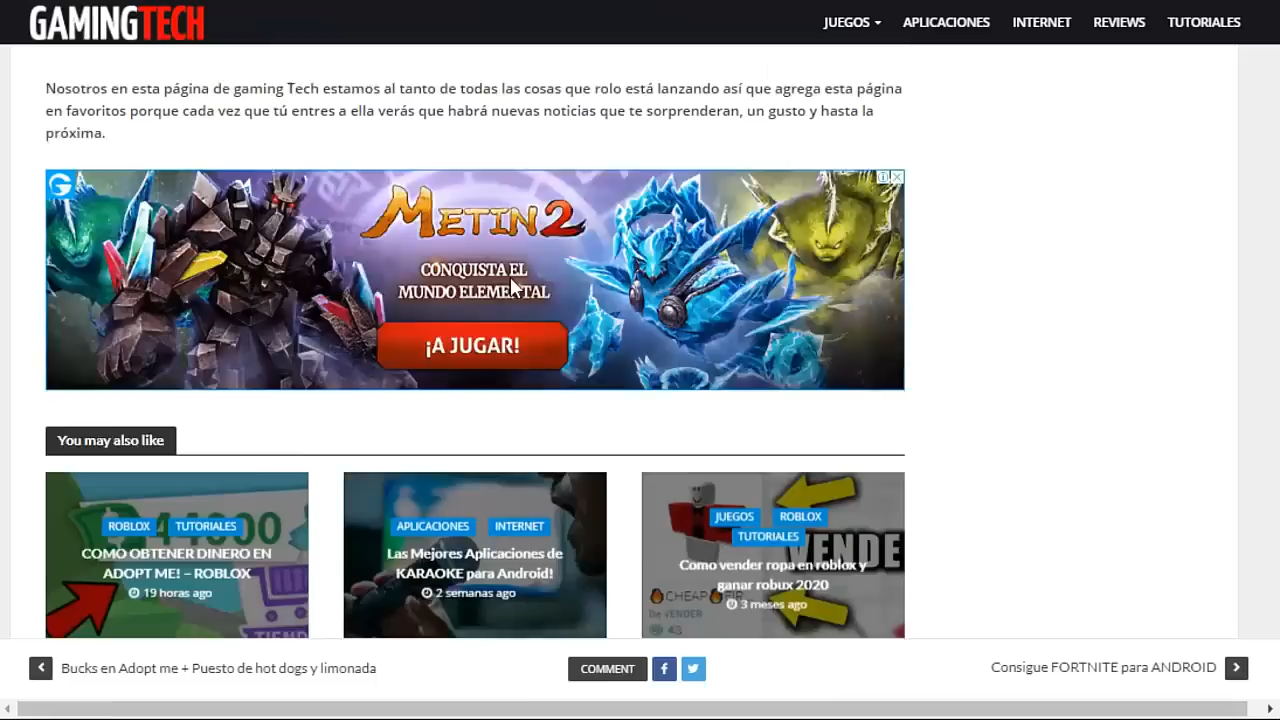 GAMINGTECH
JUEGOS
APLICACIONES
INTERNET
REVIEWS
TUTORIALES
Nosotros en esta página de gaming Tech estamos al tanto de todas las cosas que rolo está lanzando así que agrega esta página
en favoritos porque cada vez que tú entres a ella verás que habrá nuevas noticias que te sorprenderan, un gusto y hasta la
próxima.
METIN2
CONQUISTA EL
MUNDO ELEMENTAL
¡A JUGAR!
You may also like
ROBLOX
TUTORIALES
COMO OBTENER DINERO EN
ADOPT ME! – ROBLOX
19 horas ago
APLICACIONES
INTERNET
Las Mejores Aplicaciones de
KARAOKE para Android!
2 semanas ago
JUEGOS
ROBLOX
TUTORIALES
VENDE
Como vender ropa en roblox y
ganar robux 2020
CHEAP
3 meses ago
De VENDER
43
Bucks en Adopt me + Puesto de hot dogs y limonada
COMMENT
Consigue FORTNITE para ANDROID